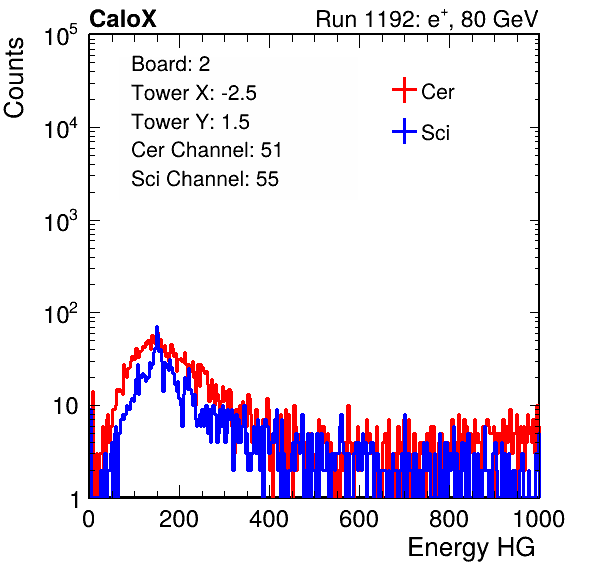 CaloX Run 1192: e⁺, 80 GeV
Counts
Board: 2
Tower X: -2.5
Tower Y: 1.5
Cer Channel: 51
Sci Channel: 55
Cer
Sci
10⁵
10⁴
10³
10²
10
1
0 200 400 600 800 1000
Energy HG